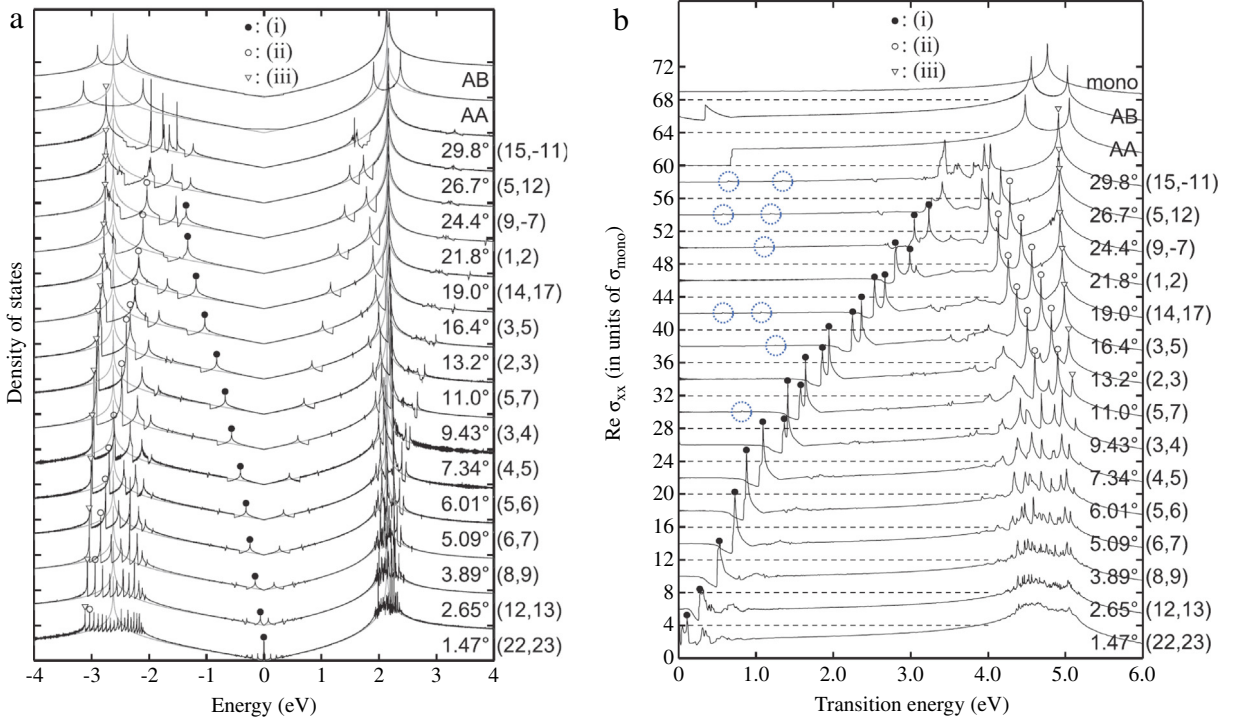 a
●: (i)
○: (ii)
▿: (iii)
AB
AA
29.8° (15,-11)
26.7° (5,12)
24.4° (9,-7)
21.8° (1,2)
19.0° (14,17)
16.4° (3,5)
13.2° (2,3)
11.0° (5,7)
9.43° (3,4)
7.34° (4,5)
6.01° (5,6)
5.09° (6,7)
3.89° (8,9)
2.65° (12,13)
1.47° (22,23)
Density of states
-4 -3 -2 -1 0 1 2 3 4
Energy (eV)
b
●: (i)
○: (ii)
▿: (iii)
mono
AB
AA
29.8° (15,-11)
26.7° (5,12)
24.4° (9,-7)
21.8° (1,2)
19.0° (14,17)
16.4° (3,5)
13.2° (2,3)
11.0° (5,7)
9.43° (3,4)
7.34° (4,5)
6.01° (5,6)
5.09° (6,7)
3.89° (8,9)
2.65° (12,13)
1.47° (22,23)
Re σxx (in units of σmono)
72
68
64
60
56
52
48
44
40
36
32
28
24
20
16
12
8
4
0
0 1.0 2.0 3.0 4.0 5.0 6.0
Transition energy (eV)